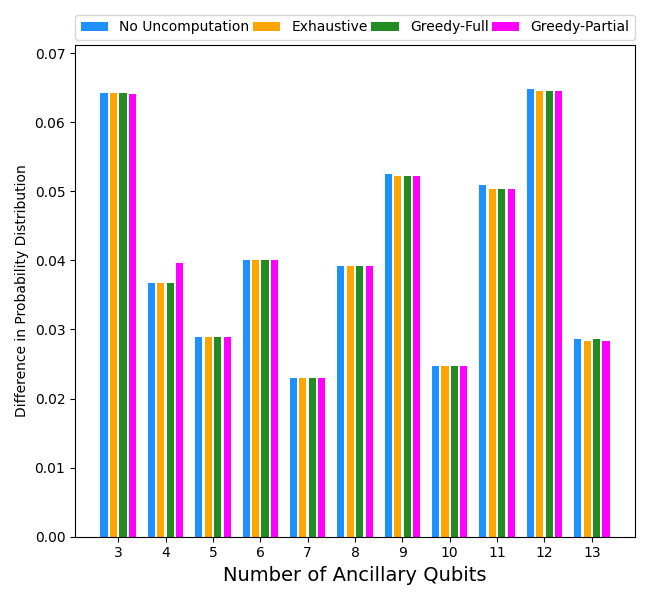 No Uncomputation Exhaustive Greedy-Full Greedy-Partial
0.07
0.06
0.05
0.04
0.03
0.02
0.01
0.00
Difference in Probability Distribution
3 4 5 6 7 8 9 10 11 12 13
Number of Ancillary Qubits